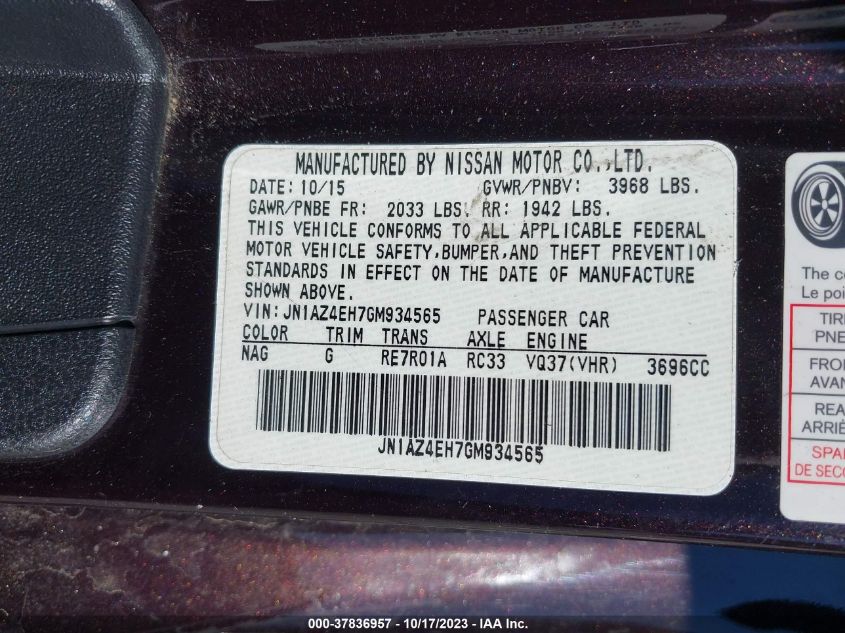 MANUFACTURED BY NISSAN MOTOR CO.,LTD.
DATE: 10/15 GVWR/PNBV: 3968 LBS.
GAWR/PNBE FR: 2033 LBS. RR: 1942 LBS.
THIS VEHICLE CONFORMS TO ALL APPLICABLE FEDERAL
MOTOR VEHICLE SAFETY,BUMPER,AND THEFT PREVENTION
STANDARDS IN EFFECT ON THE DATE OF MANUFACTURE
SHOWN ABOVE.
VIN:JN1AZ4EH7GM934565 PASSENGER CAR
COLOR TRIM TRANS AXLE ENGINE
NAG G RE7R01A RC33 VQ37(VHR) 3696CC
JN1AZ4EH7GM934565
The co
Le poi
TIRE
PNE
FRO
AVAN
REA
ARRIÈ
SPAR
DE SECO
000-37836957 - 10/17/2023 - IAA Inc.